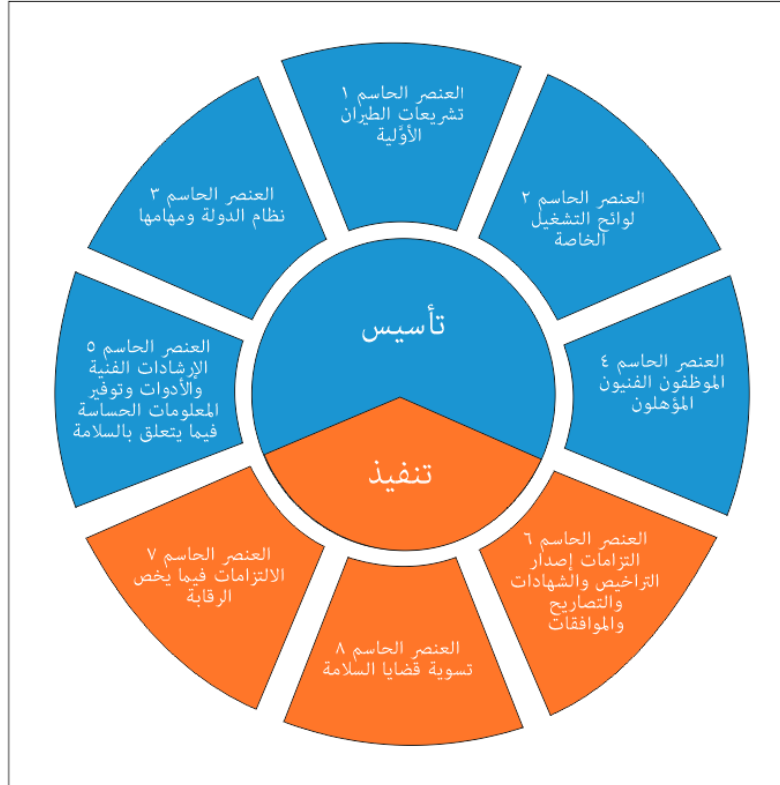 العنصر الحاسم ١
تشريعات الطيران
الأوَّلية
العنصر الحاسم ٢
لوائح التشغيل
الخاصة
العنصر الحاسم ٣
نظام الدولة ومهامها
العنصر الحاسم ٤
الموظفون الفنيون
المؤهلون
العنصر الحاسم ٥
الإرشادات الفنية
والأدوات وتوفير
المعلومات الحساسة
فيما يتعلق بالسلامة
العنصر الحاسم ٦
التزامات إصدار
التراخيص والشهادات
والتصاريح
والموافقات
العنصر الحاسم ٧
الالتزامات فيما يخص
الرقابة
العنصر الحاسم ٨
تسوية قضايا السلامة
تأسيس
تنفيذ